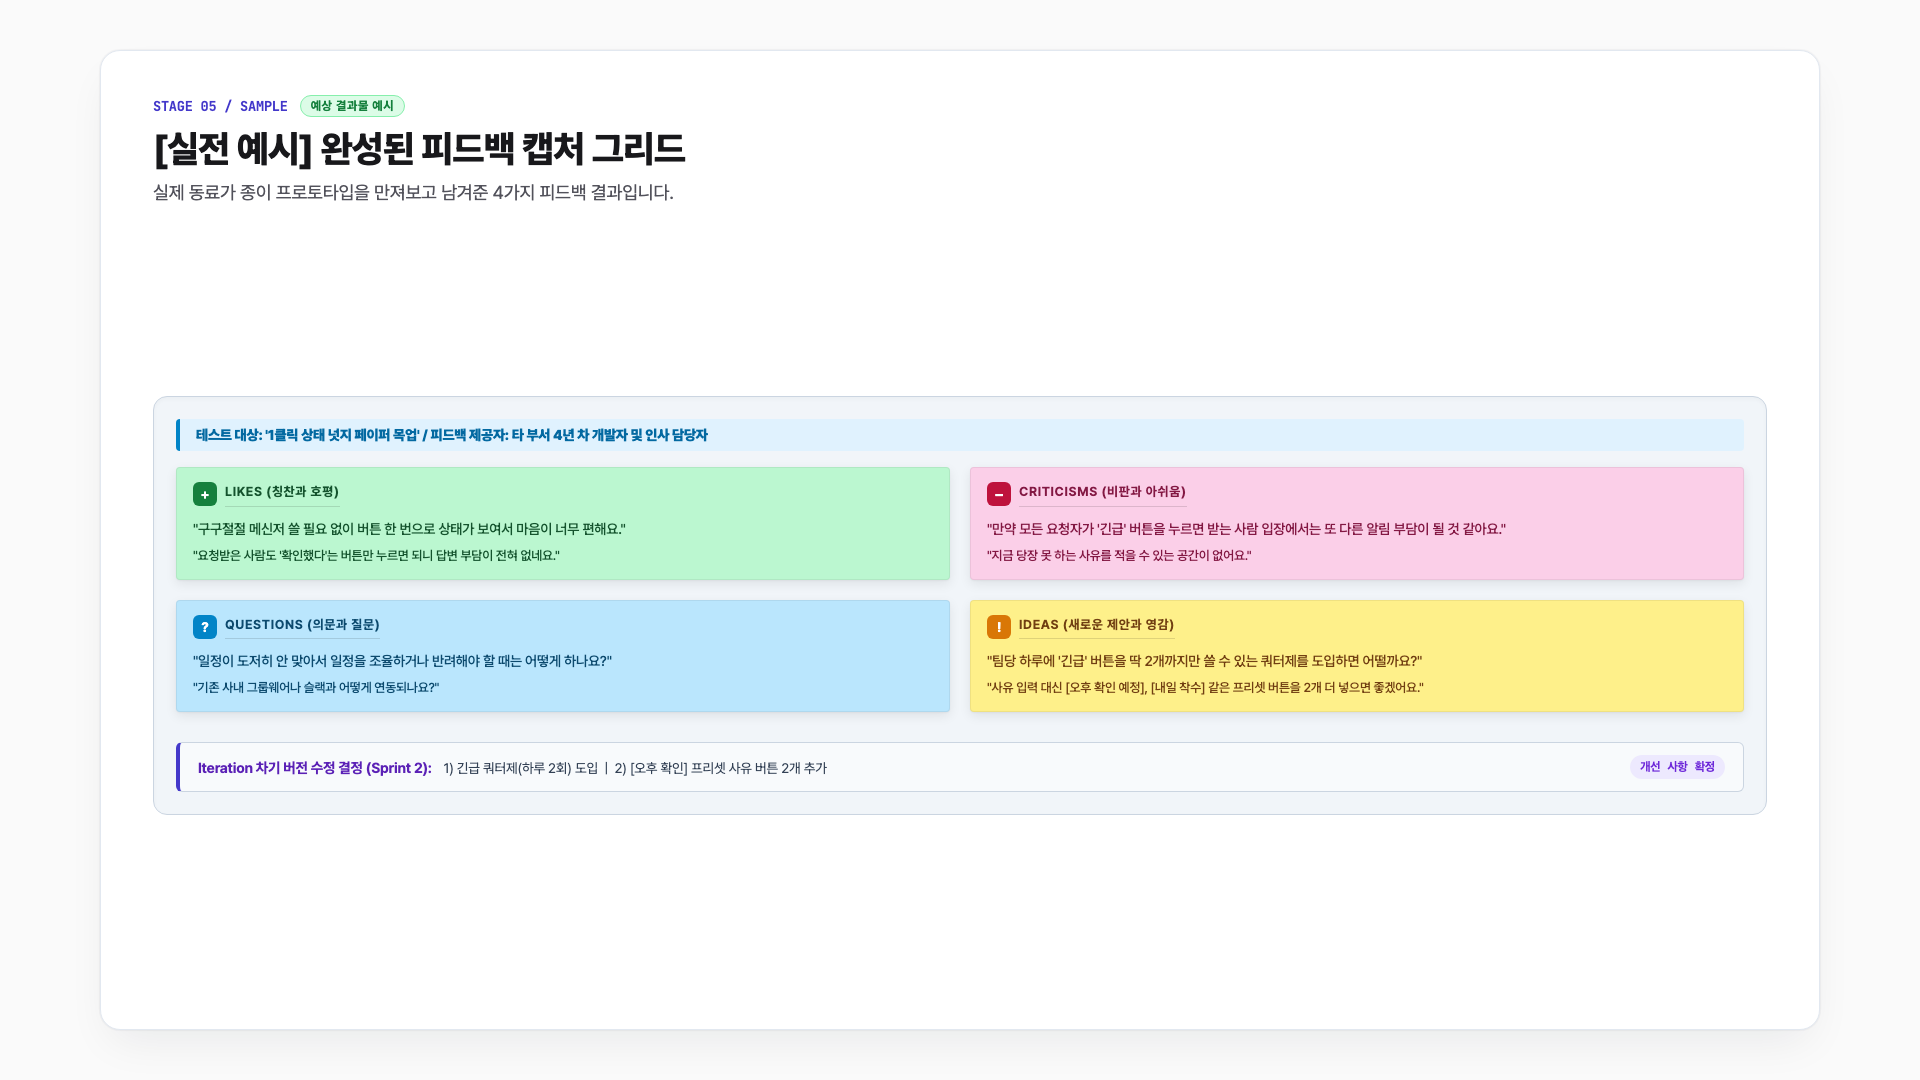 STAGE 05 / SAMPLE 예상 결과물 예시
[실전 예시] 완성된 피드백 캡처 그리드
실제 동료가 종이 프로토타입을 만져보고 남겨준 4가지 피드백 결과입니다.
테스트 대상: '1클릭 상태 넛지 페이퍼 목업' / 피드백 제공자: 타 부서 4년 차 개발자 및 인사 담당자
+ LIKES (칭찬과 호평)
"구구절절 메신저 쓸 필요 없이 버튼 한 번으로 상태가 보여서 마음이 너무 편해요."
"요청받은 사람도 '확인했다'는 버튼만 누르면 되니 답변 부담이 전혀 없네요."
– CRITICISMS (비판과 아쉬움)
"만약 모든 요청자가 '긴급' 버튼을 누르면 받는 사람 입장에서는 또 다른 알림 부담이 될 것 같아요."
"지금 당장 못 하는 사유를 적을 수 있는 공간이 없어요."
? QUESTIONS (의문과 질문)
"일정이 도저히 안 맞아서 일정을 조율하거나 반려해야 할 때는 어떻게 하나요?"
"기존 사내 그룹웨어나 슬랙과 어떻게 연동되나요?"
! IDEAS (새로운 제안과 영감)
"팀당 하루에 '긴급' 버튼을 딱 2개까지만 쓸 수 있는 쿼터제를 도입하면 어떨까요?"
"사유 입력 대신 [오후 확인 예정], [내일 착수] 같은 프리셋 버튼을 2개 더 넣으면 좋겠어요."
Iteration 차기 버전 수정 결정 (Sprint 2): 1) 긴급 쿼터제(하루 2회) 도입 | 2) [오후 확인] 프리셋 사유 버튼 2개 추가
개선 사항 확정